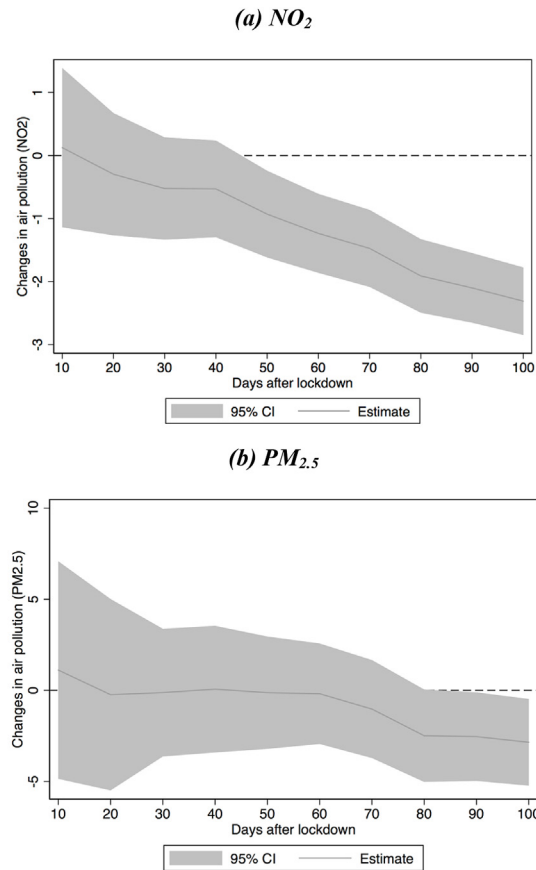 (a) NO2
Changes in air pollution (NO2)
1
0
-1
-2
-3
10 20 30 40 50 60 70 80 90 100
Days after lockdown
95% CI Estimate
(b) PM2.5
Changes in air pollution (PM2.5)
10
5
0
-5
10 20 30 40 50 60 70 80 90 100
Days after lockdown
95% CI Estimate